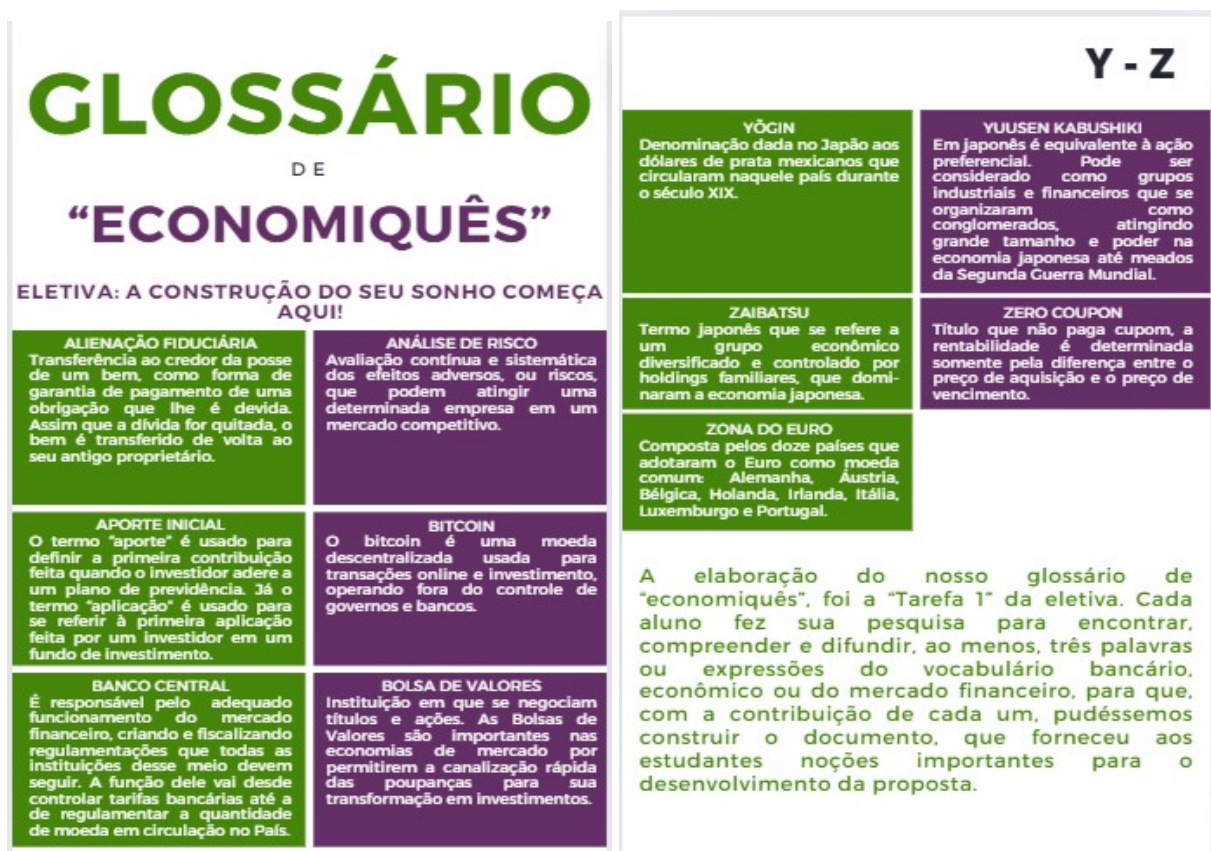 GLOSSÁRIO
DE
“ECONOMIQUÊS”
ELETIVA: A CONSTRUÇÃO DO SEU SONHO COMEÇA
AQUI!
ALIENAÇÃO FIDUCIÁRIA
Transferência ao credor da posse
de um bem, como forma de
garantia de pagamento de uma
obrigação que lhe é devida.
Assim que a dívida for quitada, o
bem é transferido de volta ao
seu antigo proprietário.
ANÁLISE DE RISCO
Avaliação contínua e sistemática
dos efeitos adversos, ou riscos,
que podem atingir uma
determinada empresa em um
mercado competitivo.
APORTE INICIAL
O termo “aporte” é usado para
definir a primeira contribuição
feita quando o investidor adere a
um plano de previdência. Já o
termo “aplicação” é usado para
se referir à primeira aplicação
feita por um investidor em um
fundo de investimento.
BITCOIN
O bitcoin é uma moeda
descentralizada usada para
transações online e investimento,
operando fora do controle de
governos e bancos.
BANCO CENTRAL
É responsável pelo adequado
funcionamento do mercado
financeiro, criando e fiscalizando
regulamentações que todas as
instituições desse meio devem
seguir. A função dele vai desde
controlar tarifas bancárias até a
de regulamentar a quantidade
de moeda em circulação no País.
BOLSA DE VALORES
Instituição em que se negociam
títulos e ações. As Bolsas de
Valores são importantes nas
economias de mercado por
permitirem a canalização rápida
das poupanças para sua
transformação em investimentos.
Y - Z
YÕGIN
Denominação dada no Japão aos
dólares de prata mexicanos que
circularam naquele país durante
o século XIX.
YUUSEN KABUSHIKI
Em japonês é equivalente à ação
preferencial. Pode ser
considerado como grupos
industriais e financeiros que se
organizaram como
conglomerados, atingindo
grande tamanho e poder na
economia japonesa até meados
da Segunda Guerra Mundial.
ZAIBATSU
Termo japonês que se refere a
um grupo econômico
diversificado e controlado por
holdings familiares, que domi-
naram a economia japonesa.
ZERO COUPON
Título que não paga cupom, a
rentabilidade é determinada
somente pela diferença entre o
preço de aquisição e o preço de
vencimento.
ZONA DO EURO
Composta pelos doze países que
adotaram o Euro como moeda
comum: Alemanha, Áustria,
Bélgica, Holanda, Irlanda, Itália,
Luxemburgo e Portugal.
A elaboração do nosso glossário de
“economiquês”, foi a “Tarefa 1” da eletiva. Cada
aluno fez sua pesquisa para encontrar,
compreender e difundir, ao menos, três palavras
ou expressões do vocabulário bancário,
econômico ou do mercado financeiro, para que,
com a contribuição de cada um, pudéssemos
construir o documento, que forneceu aos
estudantes noções importantes para o
desenvolvimento da proposta.